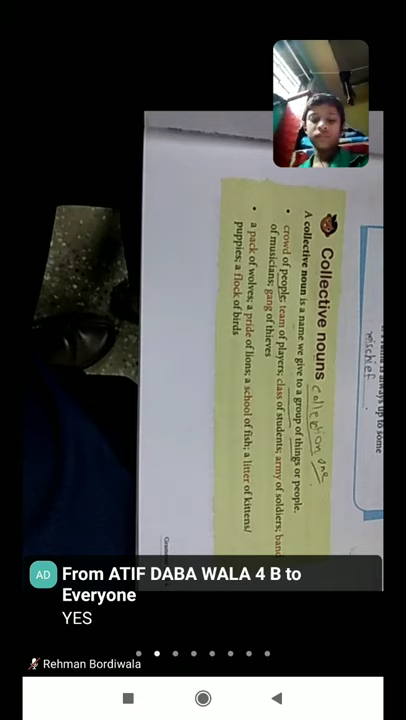 is always up to some
mischief
Collective nouns
collection one
A collective noun is a name we give to a group of things or people.
• crowd of people; team of players; class of students; army of soldiers; band
of musicians; gang of thieves
• a pack of wolves; a pride of lions; a school of fish; a litter of kittens/
puppies; a flock of birds
AD
From ATIF DABA WALA 4 B to
Everyone
YES
Rehman Bordiwala